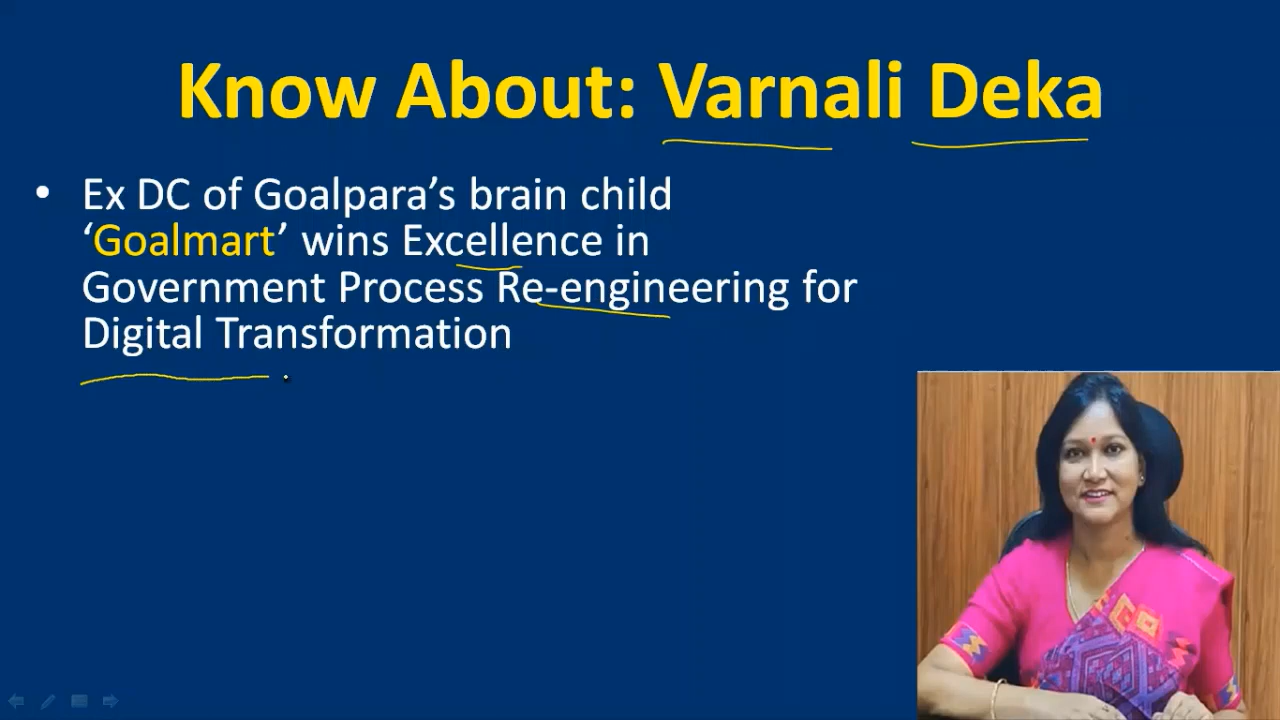 Know About: Varnali Deka
• Ex DC of Goalpara’s brain child
‘Goalmart’ wins Excellence in
Government Process Re-engineering for
Digital Transformation